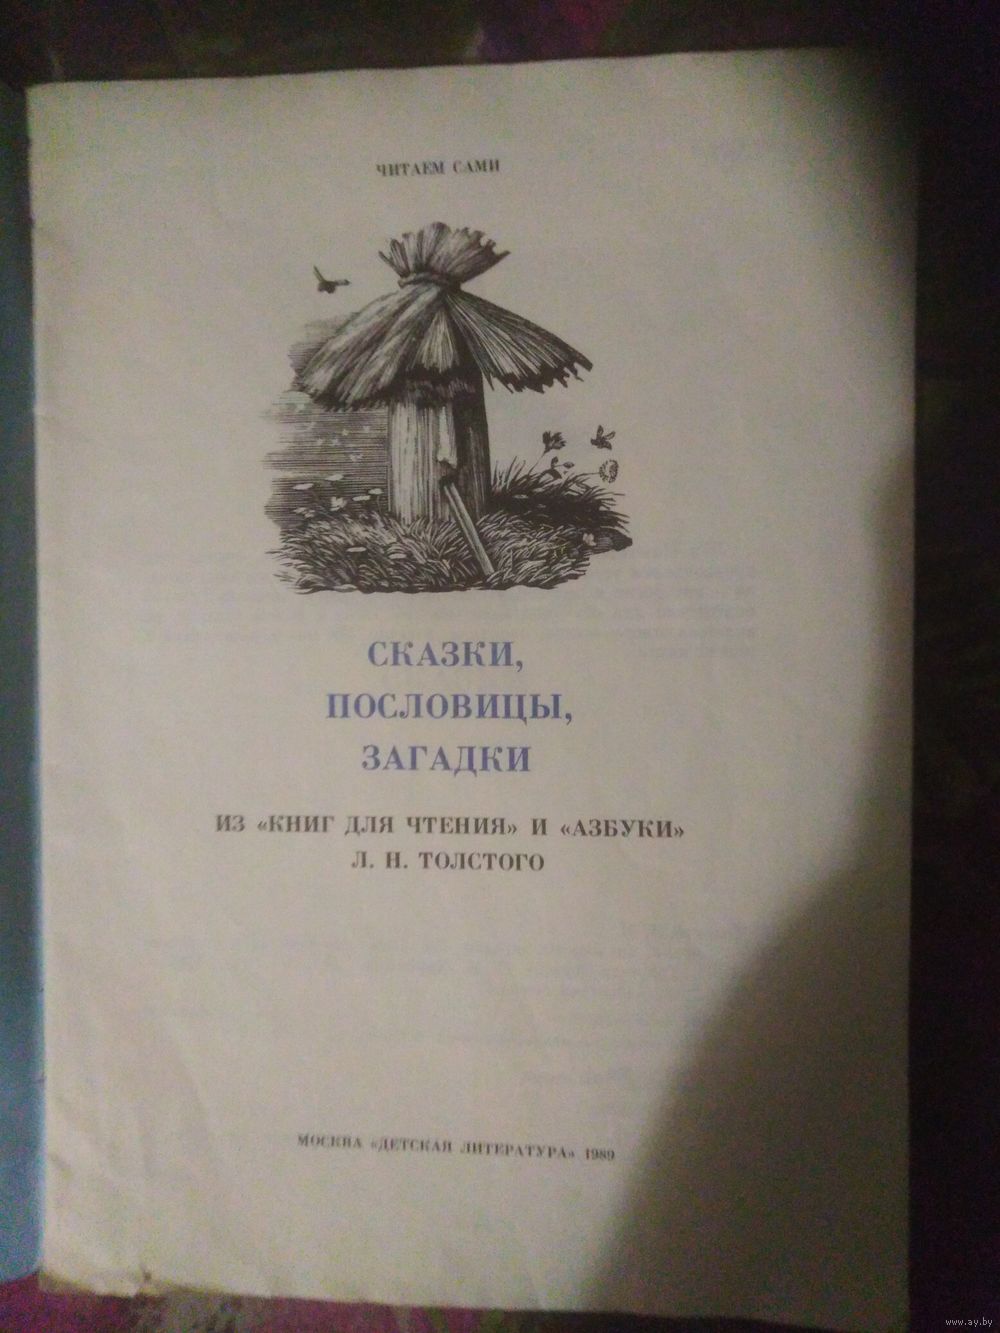 ЧИТАЕМ САМИ
СКАЗКИ,
ПОСЛОВИЦЫ,
ЗАГАДКИ
ИЗ «КНИГ ДЛЯ ЧТЕНИЯ» И «АЗБУКИ»
Л. Н. ТОЛСТОГО
МОСКВА «ДЕТСКАЯ ЛИТЕРАТУРА» 1989
www.ay.by